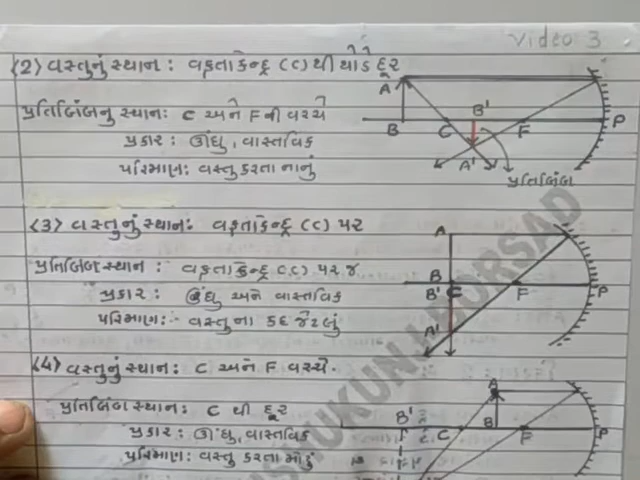 Video 3
(2) વસ્તુનું સ્થાન: વક્રતાકેન્દ્ર (C) થી થોડે દૂર
A
B'
B C F P
A'
પ્રતિબિંબ
પ્રતિબિંબનુ સ્થાન: C અને F ની વચ્ચે
પ્રકાર: ઊંધુ, વાસ્તવિક
પરિમાણ: વસ્તુ કરતા નાનું
(3) વસ્તુનું સ્થાન: વક્રતાકેન્દ્ર (C) પર
A
B
B' C F P
A'
પ્રતિબિંબ સ્થાન: વક્રતાકેન્દ્ર (C) પર જ
પ્રકાર: ઊંધુ અને વાસ્તવિક
પરિમાણ:- વસ્તુના કદ જેટલું
(4) વસ્તુનું સ્થાન: C અને F વચ્ચે.
A
B'
C B F P
પ્રતિબિંબ સ્થાન: C થી દૂર
પ્રકાર: ઊંધુ, વાસ્તવિક
પરિમાણ: વસ્તુ કરતા મોટું